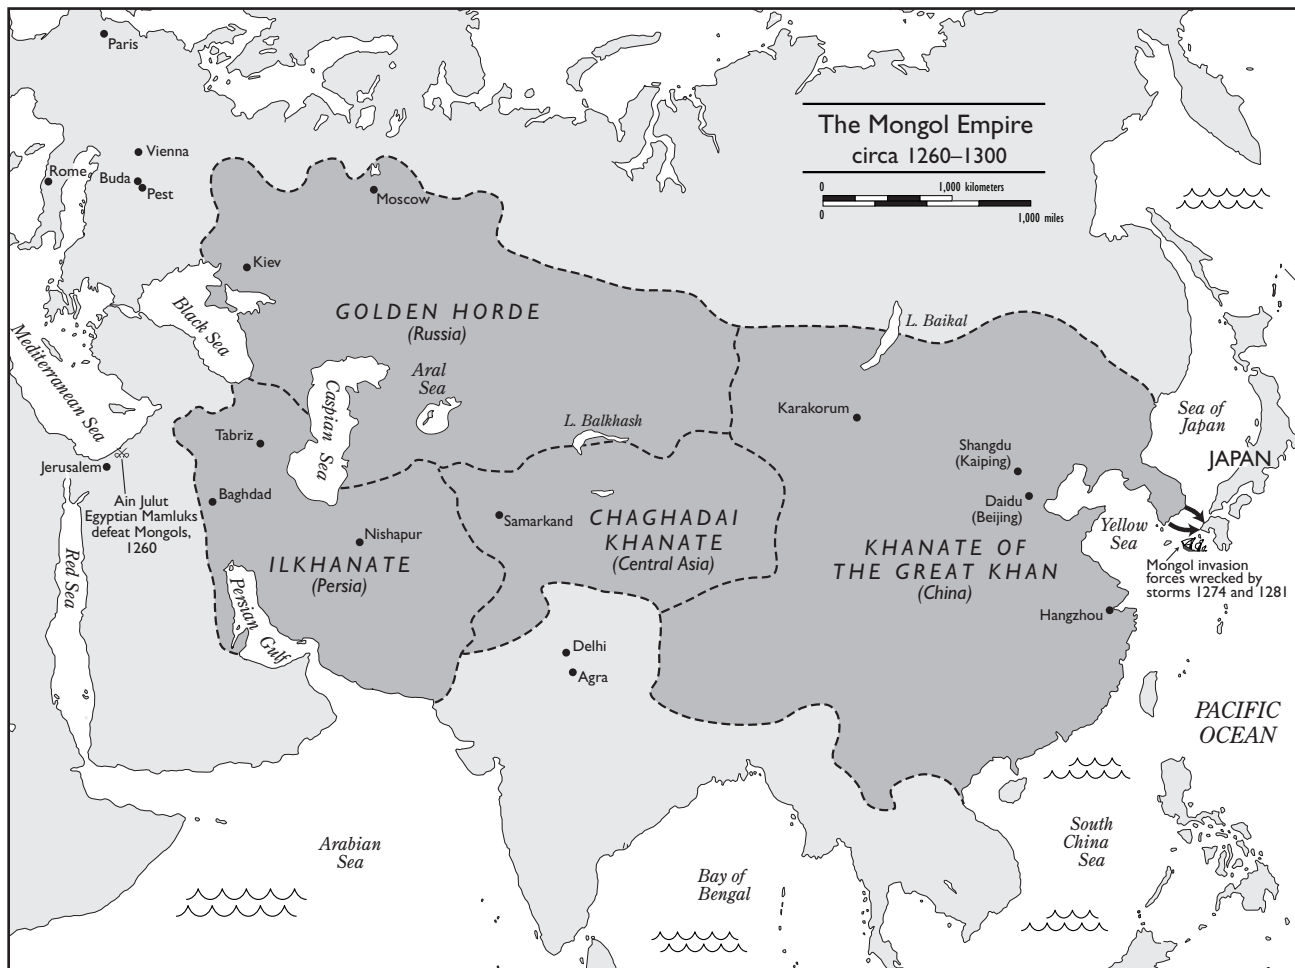 Paris
The Mongol Empire
circa 1260–1300
0
1,000 kilometers
0
1,000 miles
Vienna
Rome
Buda
Pest
Moscow
Kiev
Black Sea
GOLDEN HORDE
(Russia)
L. Baikal
Mediterranean Sea
Caspian Sea
Aral
Sea
L. Balkhash
Karakorum
Sea of
Japan
JAPAN
Tabriz
Shangdu
(Kaiping)
Jerusalem
Baghdad
Ain Julut
Egyptian Mamluks
defeat Mongols,
1260
Daidu
(Beijing)
Samarkand
CHAGHADAI
KHANATE
(Central Asia)
Nishapur
ILKHANATE
(Persia)
Yellow
Sea
KHANATE OF
THE GREAT KHAN
(China)
Mongol invasion
forces wrecked by
storms 1274 and 1281
Red Sea
Persian Gulf
Hangzhou
Delhi
Agra
PACIFIC
OCEAN
Arabian
Sea
Bay of
Bengal
South
China
Sea